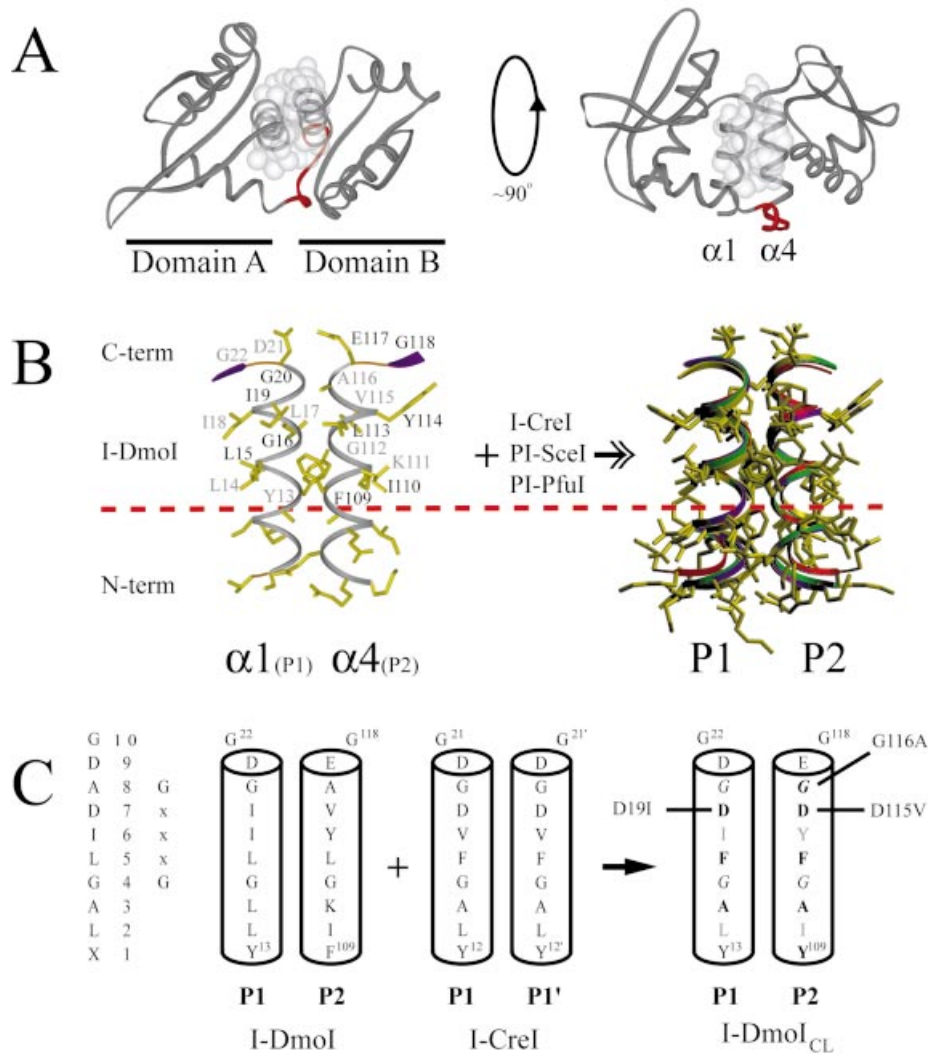 A
~90°
Domain A
Domain B
α1
α4
B
C-term
I-DmoI
N-term
G22
D21
G20
I19
I18
L17
G16
L15
L14
Y13
E117
G118
A116
V115
Y114
L113
G112
K111
I110
F109
α1(P1)
α4(P2)
+
I-CreI
PI-SceI
PI-PfuI
P1
P2
C
G 10
D 9
A 8 G
D 7 x
I 6 x
L 5 x
G 4 G
A 3
L 2
X 1
G22
D
G
I
I
L
G
L
L
Y13
P1
G118
E
A
V
Y
L
G
K
I
F109
P2
I-DmoI
+
G21
D
G
D
V
F
G
A
L
Y12
P1
G21'
D
G
D
V
F
G
A
L
Y12'
P1'
I-CreI
G22
D
G
D19I
D
I
F
G
A
L
Y13
P1
G118
E
G
G116A
D
D115V
Y
F
G
A
I
Y109
P2
I-DmoICL